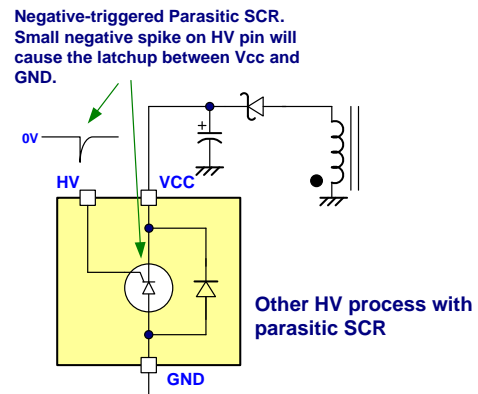 Negative-triggered Parasitic SCR.
Small negative spike on HV pin will
cause the latchup between Vcc and
GND.
+
0V
HV
VCC
Other HV process with
parasitic SCR
GND